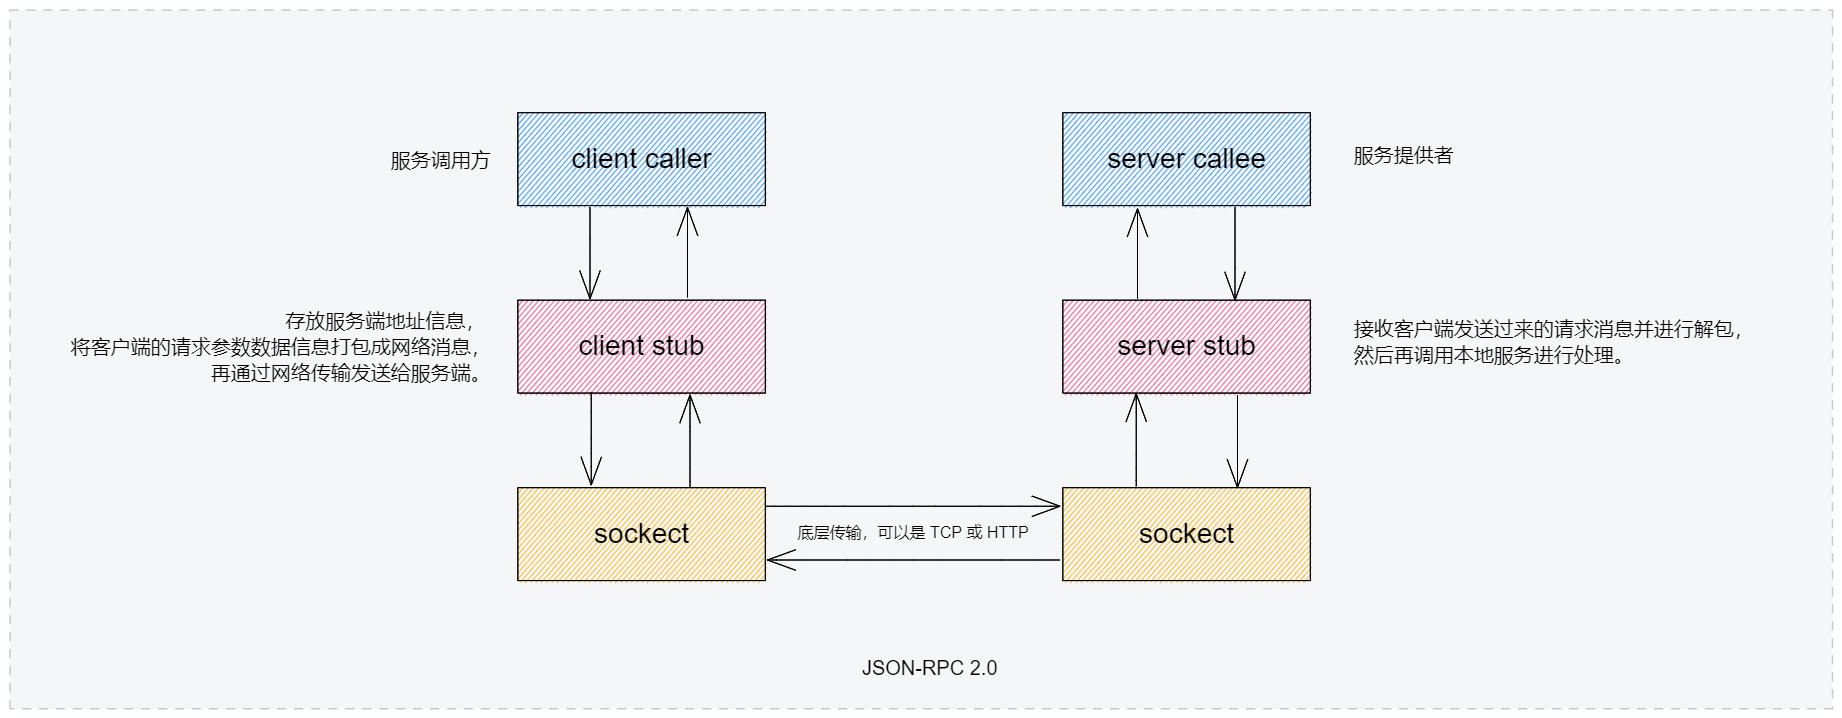 服务调用方
client caller
server callee
服务提供者
存放服务端地址信息，
将客户端的请求参数数据信息打包成网络消息，
再通过网络传输发送给服务端。
client stub
server stub
接收客户端发送过来的请求消息并进行解包，
然后再调用本地服务进行处理。
sockect
底层传输，可以是 TCP 或 HTTP
sockect
JSON-RPC 2.0